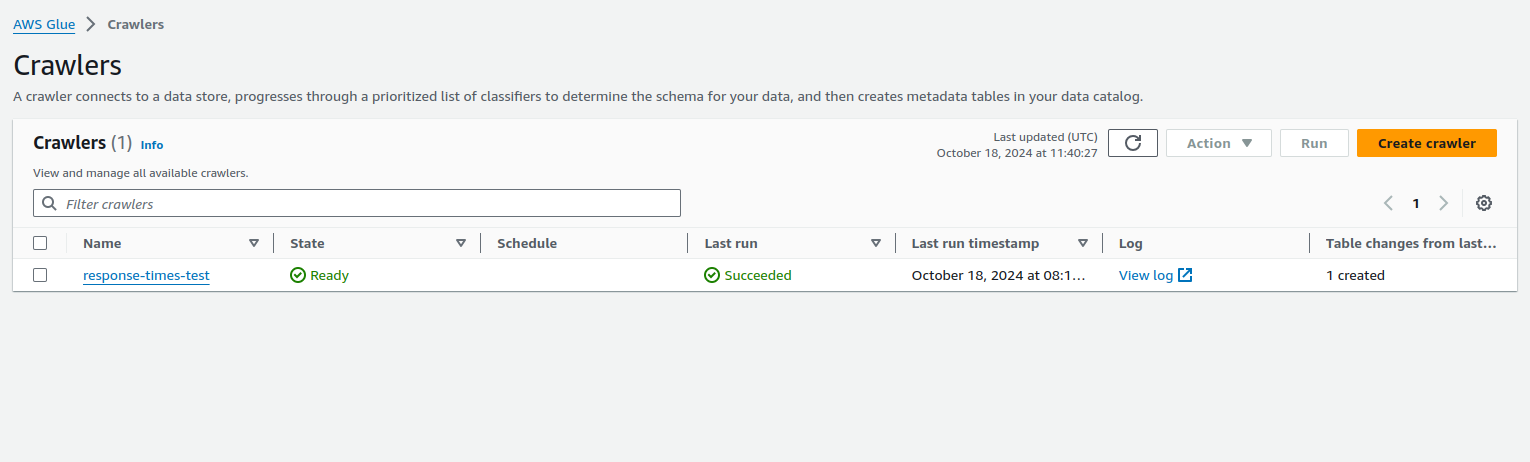 AWS Glue > Crawlers
Crawlers
A crawler connects to a data store, progresses through a prioritized list of classifiers to determine the schema for your data, and then creates metadata tables in your data catalog.
Crawlers (1) Info
Last updated (UTC)
October 18, 2024 at 11:40:27
Action
Run
Create crawler
View and manage all available crawlers.
Filter crawlers
1
Name State Schedule Last run Last run timestamp Log Table changes from last...
response-times-test Ready Succeeded October 18, 2024 at 08:1... View log 1 created